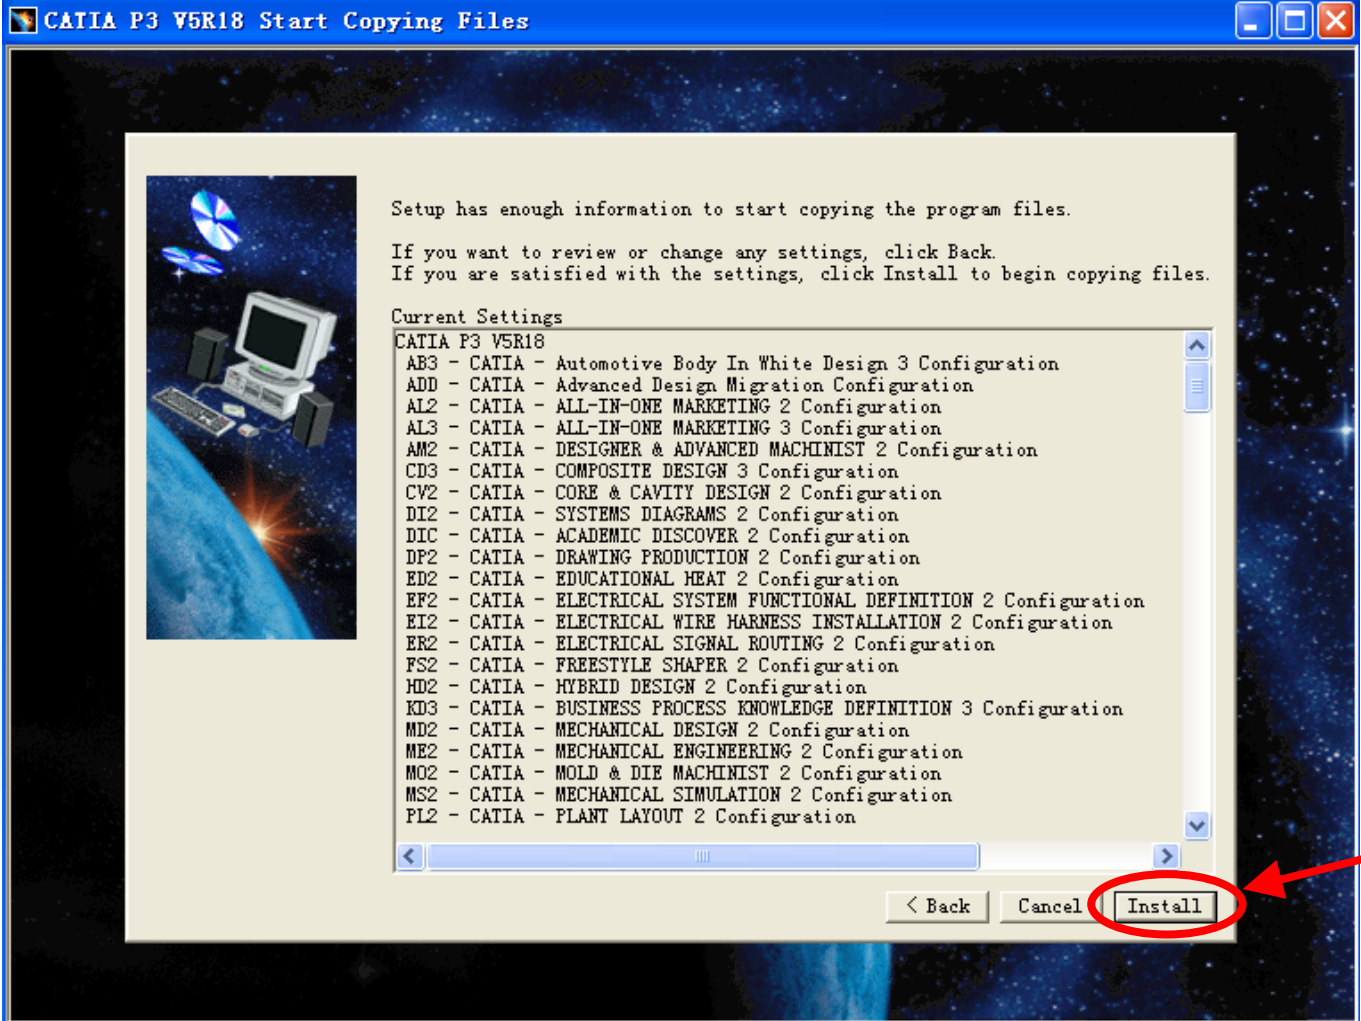 CATIA P3 V5R18 Start Copying Files
Setup has enough information to start copying the program files.
If you want to review or change any settings, click Back.
If you are satisfied with the settings, click Install to begin copying files.
Current Settings
CATIA P3 V5R18
AB3 - CATIA - Automotive Body In White Design 3 Configuration
ADD - CATIA - Advanced Design Migration Configuration
AL2 - CATIA - ALL-IN-ONE MARKETING 2 Configuration
AL3 - CATIA - ALL-IN-ONE MARKETING 3 Configuration
AM2 - CATIA - DESIGNER & ADVANCED MACHINIST 2 Configuration
CD3 - CATIA - COMPOSITE DESIGN 3 Configuration
CV2 - CATIA - CORE & CAVITY DESIGN 2 Configuration
DI2 - CATIA - SYSTEMS DIAGRAMS 2 Configuration
DIC - CATIA - ACADEMIC DISCOVER 2 Configuration
DP2 - CATIA - DRAWING PRODUCTION 2 Configuration
ED2 - CATIA - EDUCATIONAL HEAT 2 Configuration
EF2 - CATIA - ELECTRICAL SYSTEM FUNCTIONAL DEFINITION 2 Configuration
EI2 - CATIA - ELECTRICAL WIRE HARNESS INSTALLATION 2 Configuration
ER2 - CATIA - ELECTRICAL SIGNAL ROUTING 2 Configuration
FS2 - CATIA - FREESTYLE SHAPER 2 Configuration
HD2 - CATIA - HYBRID DESIGN 2 Configuration
KD3 - CATIA - BUSINESS PROCESS KNOWLEDGE DEFINITION 3 Configuration
MD2 - CATIA - MECHANICAL DESIGN 2 Configuration
ME2 - CATIA - MECHANICAL ENGINEERING 2 Configuration
MO2 - CATIA - MOLD & DIE MACHINIST 2 Configuration
MS2 - CATIA - MECHANICAL SIMULATION 2 Configuration
PL2 - CATIA - PLANT LAYOUT 2 Configuration
< Back Cancel Install